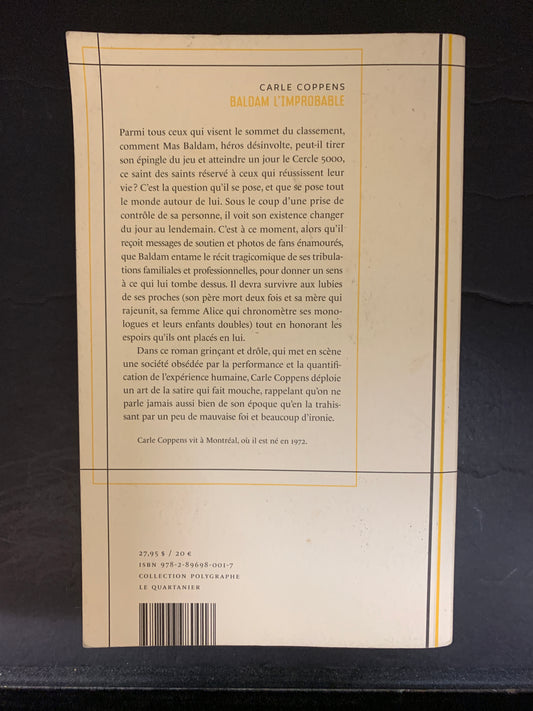 CARLE COPPENS
BALDAM L'IMPROBABLE
Parmi tous ceux qui visent le sommet du classement,
comment Mas Baldam, héros désinvolte, peut-il tirer
son épingle du jeu et atteindre un jour le Cercle 5000,
ce saint des saints réservé à ceux qui réussissent leur
vie ? C'est la question qu'il se pose, et que se pose tout
le monde autour de lui. Sous le coup d'une prise de
contrôle de sa personne, il voit son existence changer
du jour au lendemain. C'est à ce moment, alors qu'il
reçoit messages de soutien et photos de fans énamourés,
que Baldam entame le récit tragicomique de ses tribula-
tions familiales et professionnelles, pour donner un sens
à ce qui lui tombe dessus. Il devra survivre aux lubies
de ses proches (son père mort deux fois et sa mère qui
rajeunit, sa femme Alice qui chronomètre ses mono-
logues et leurs enfants doubles) tout en honorant les
espoirs qu'ils ont placés en lui.
Dans ce roman grinçant et drôle, qui met en scène
une société obsédée par la performance et la quantifi-
cation de l'expérience humaine, Carle Coppens déploie
un art de la satire qui fait mouche, rappelant qu'on ne
parle jamais aussi bien de son époque qu'en la trahis-
sant par un peu de mauvaise foi et beaucoup d'ironie.
Carle Coppens vit à Montréal, où il est né en 1972.
27,95 $ / 20 €
ISBN 978-2-89698-001-7
COLLECTION POLYGRAPHE
LE QUARTANIER